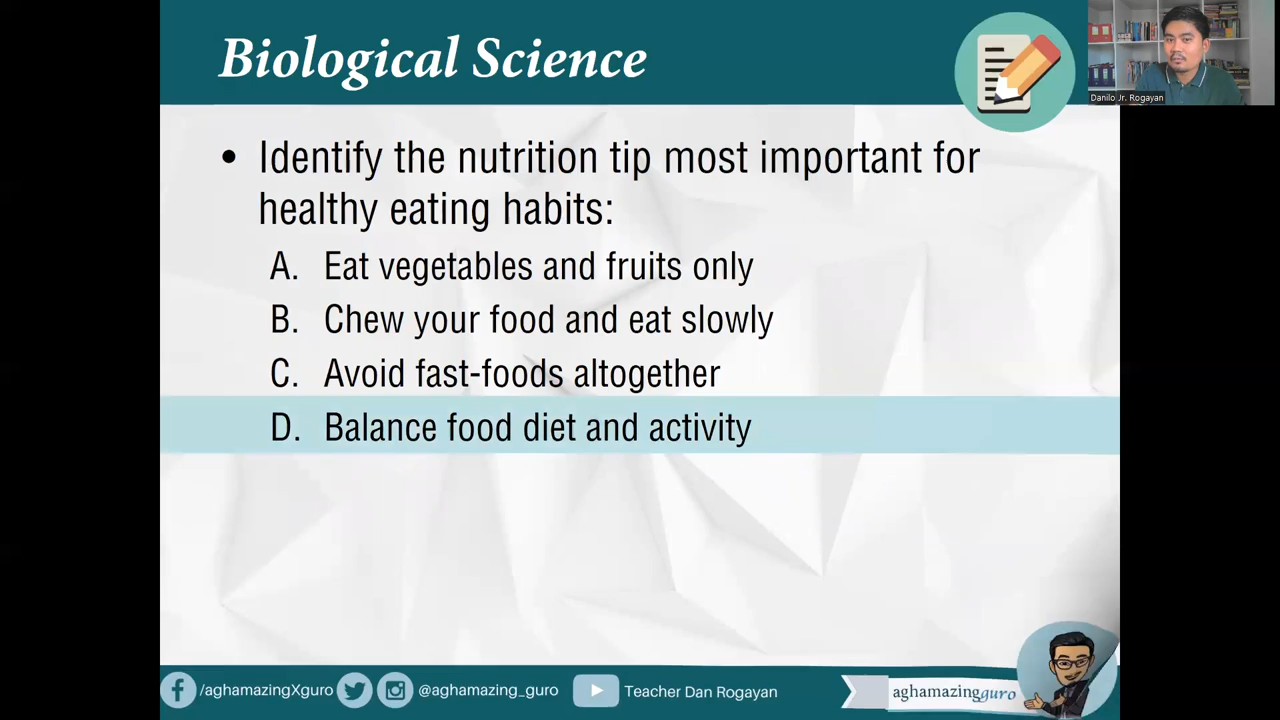 Biological Science
Danilo Jr. Rogayan
• Identify the nutrition tip most important for
healthy eating habits:
A. Eat vegetables and fruits only
B. Chew your food and eat slowly
C. Avoid fast-foods altogether
D. Balance food diet and activity
/aghamazingXguro
@aghamazing_guro
Teacher Dan Rogayan
aghamazingguro